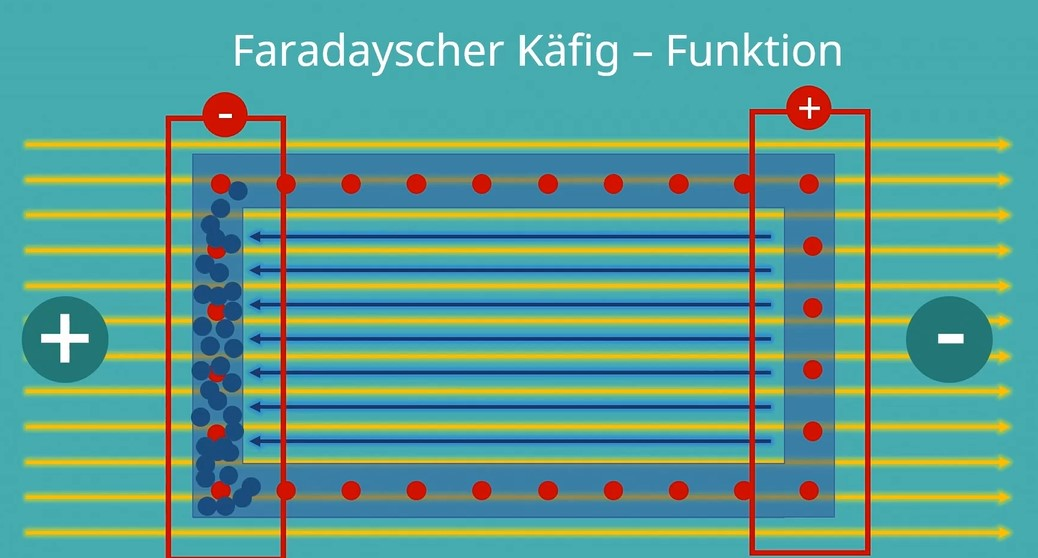 Faradayscher Käfig – Funktion
- +
+ -